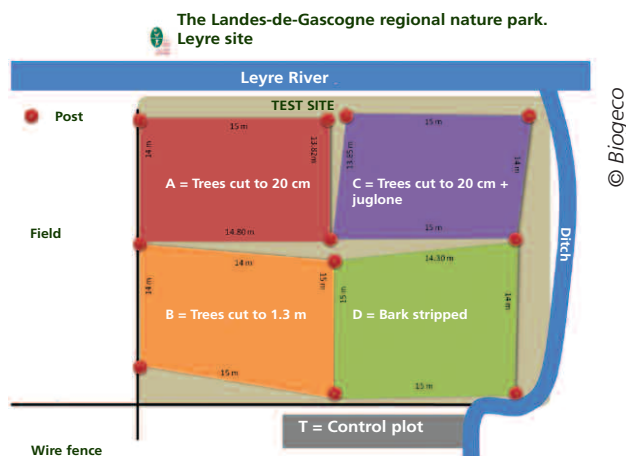 The Landes-de-Gascogne regional nature park.
Leyre site
Leyre River
Post
TEST SITE
15 m
15 m
14 m
13.82m
13.85m
14 m
A = Trees cut to 20 cm
C = Trees cut to 20 cm +
juglone
© Biogeco
Field
14.80 m
15 m
Ditch
14 m
14.30 m
14 m
15 m
15 m
14 m
B = Trees cut to 1.3 m
D = Bark stripped
15 m
15 m
T = Control plot
Wire fence